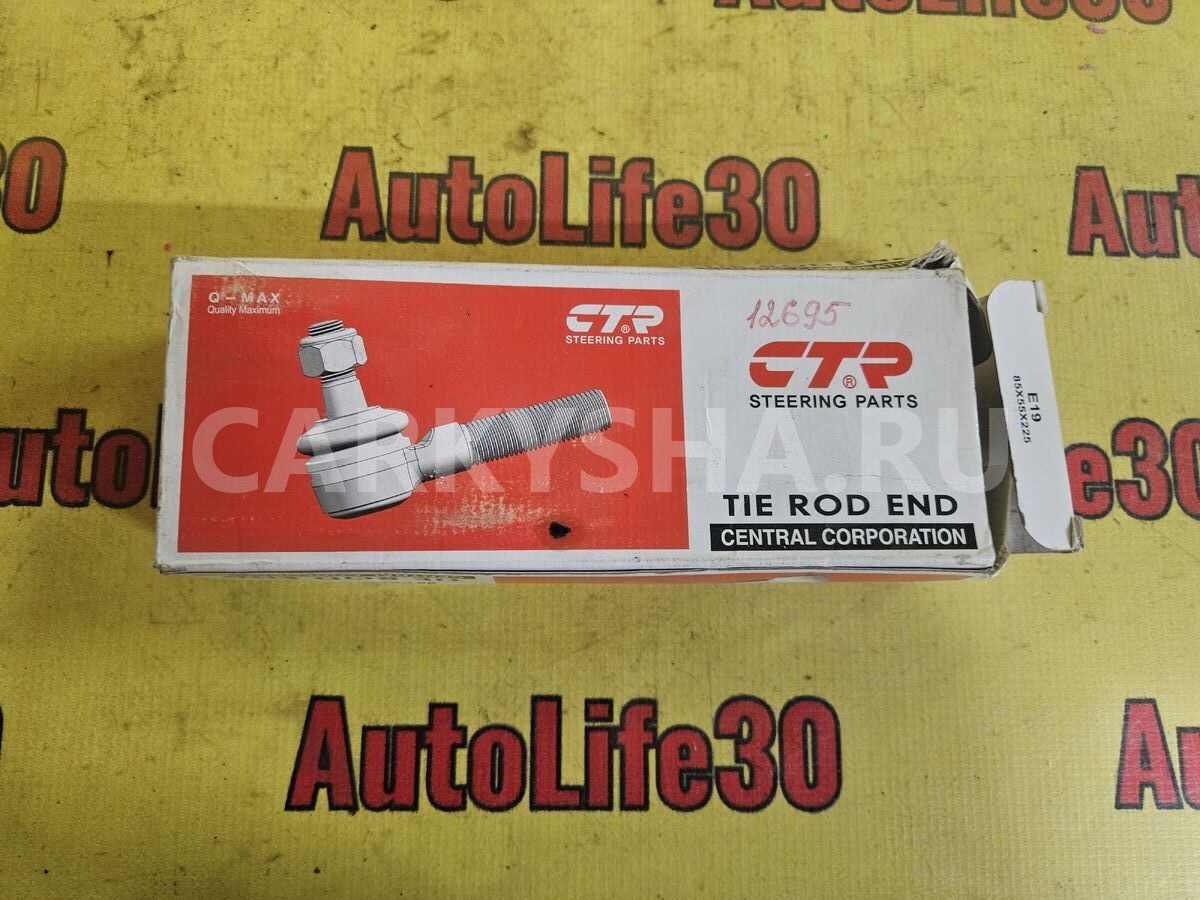 AutoLife30
Q - MAX
Quality Maximum
CTR®
STEERING PARTS
12695
CTR®
STEERING PARTS
E19
85X55X225
CARKYSHA.RU
TIE ROD END
CENTRAL CORPORATION
AutoLife30